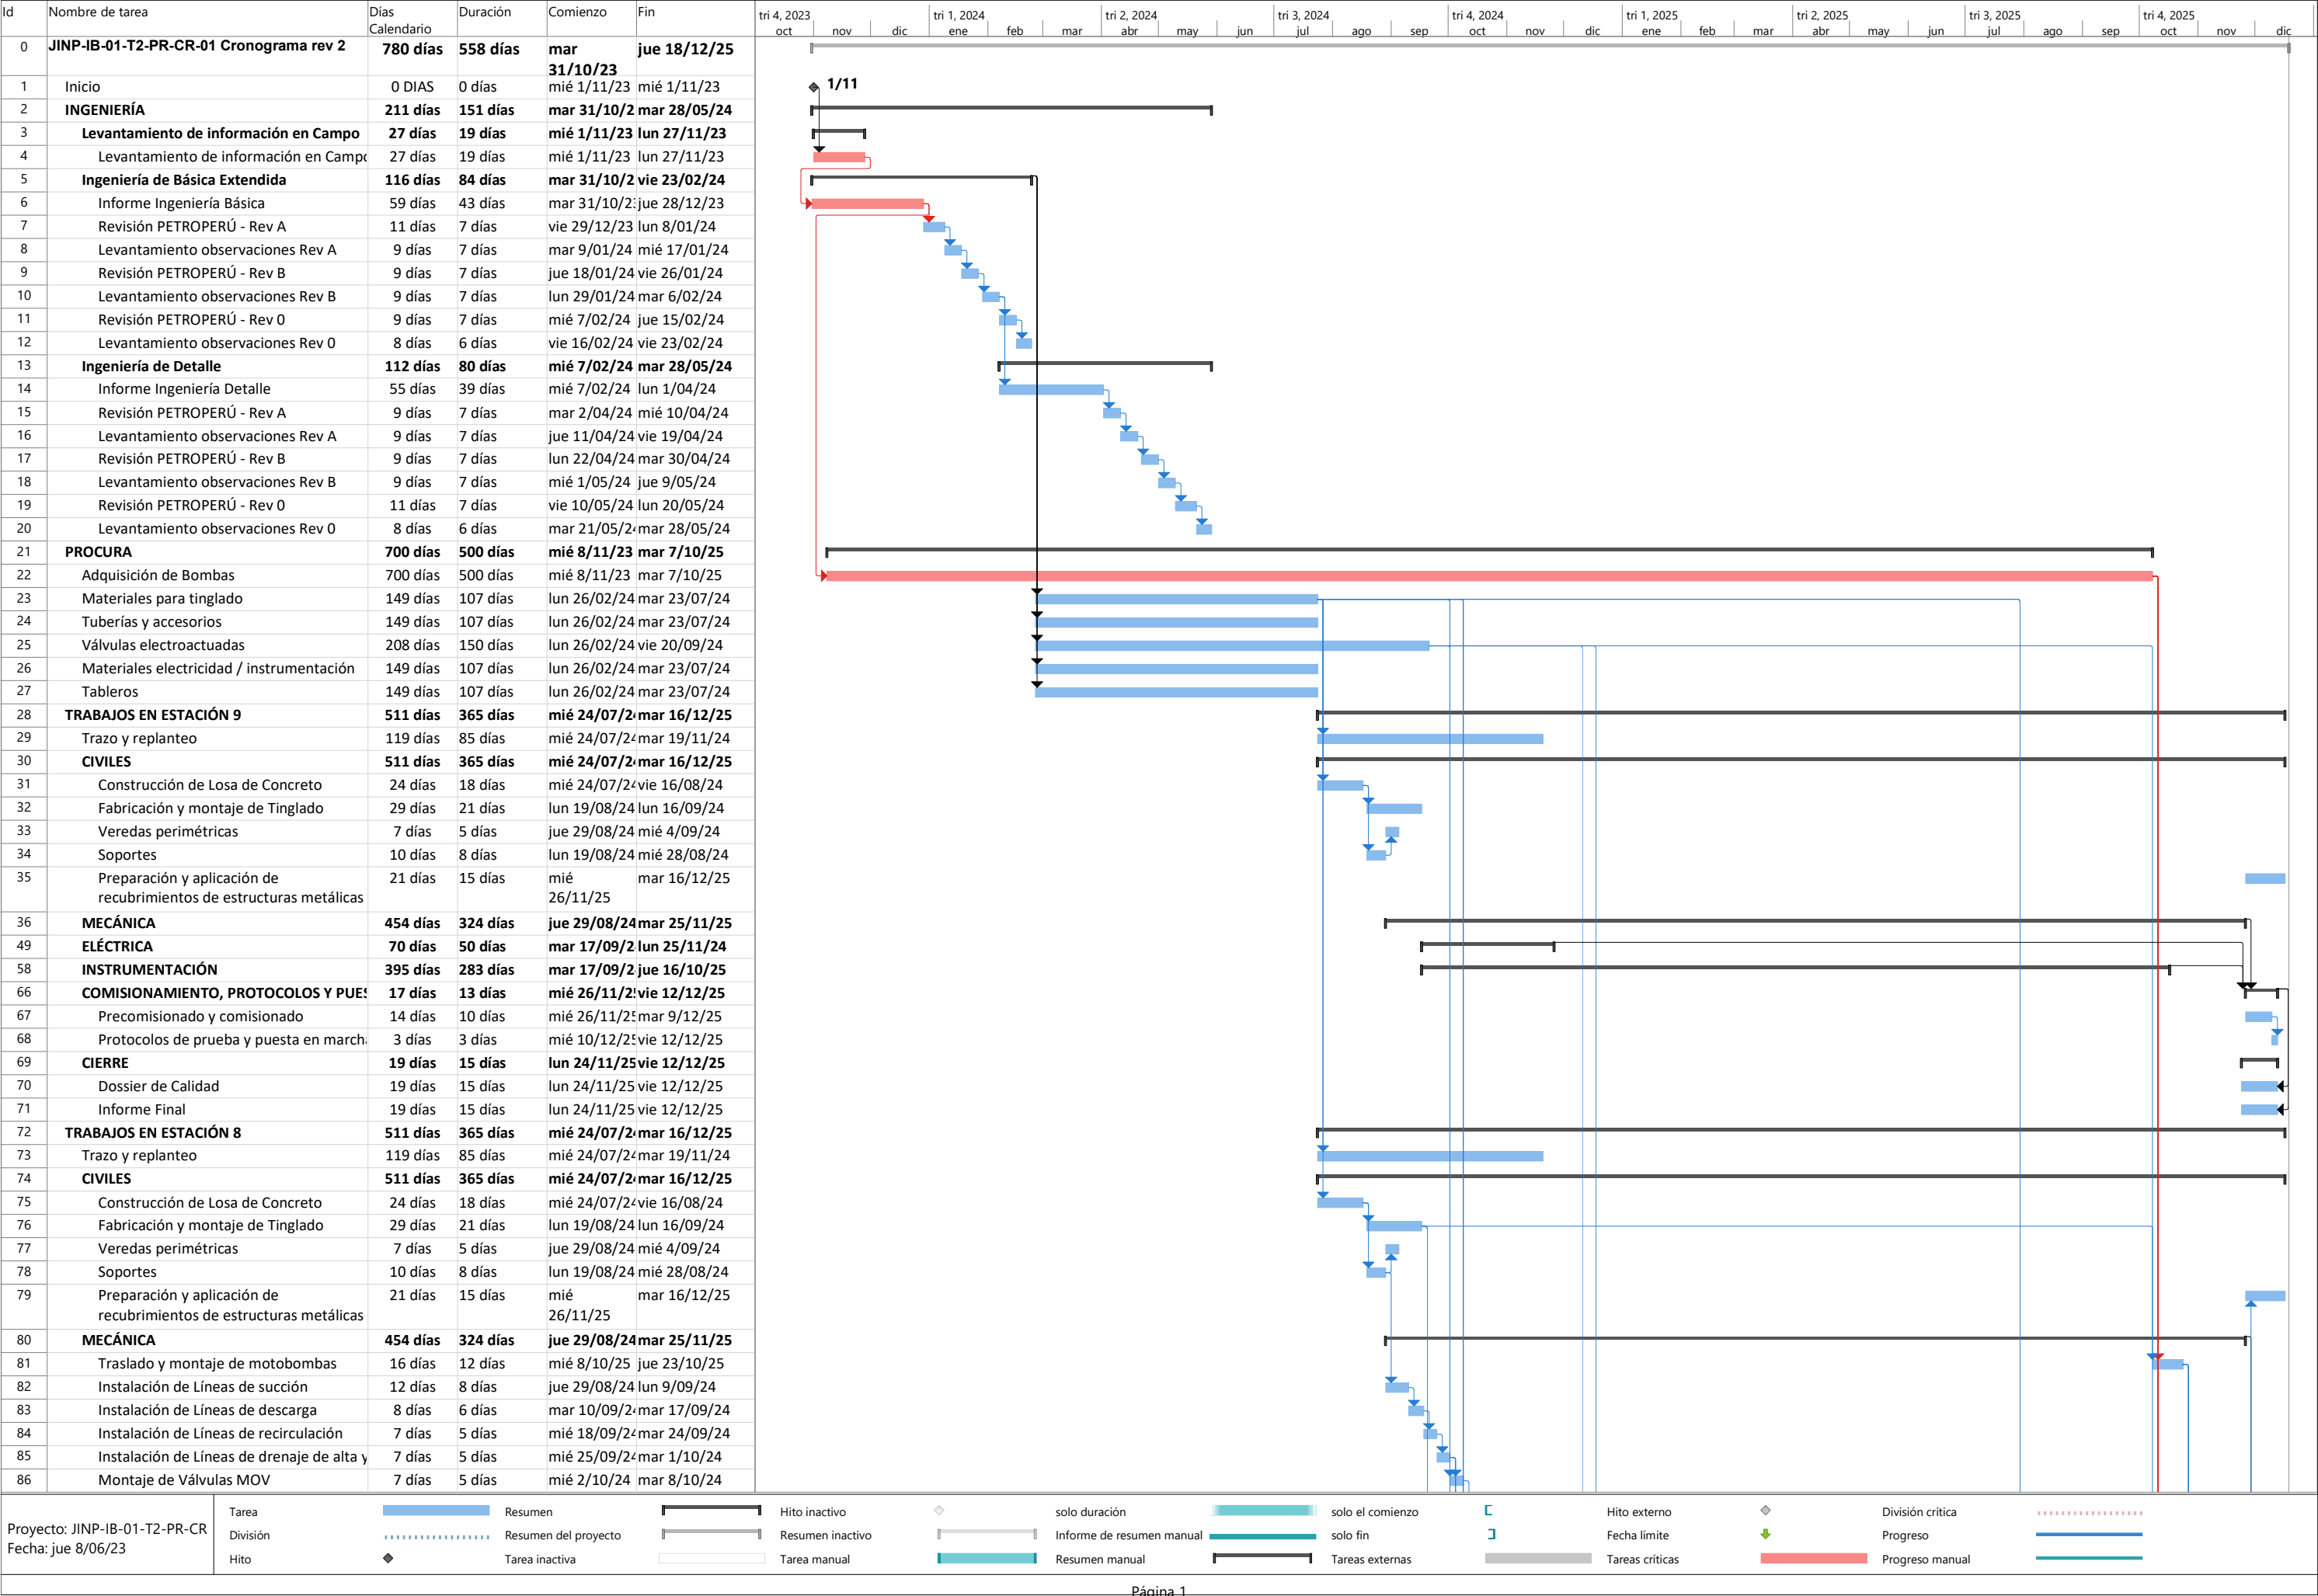 Id Nombre de tarea Días Calendario Duración Comienzo Fin
tri 4, 2023 tri 1, 2024 tri 2, 2024 tri 3, 2024 tri 4, 2024 tri 1, 2025 tri 2, 2025 tri 3, 2025 tri 4, 2025
oct nov dic ene feb mar abr may jun jul ago sep oct nov dic ene feb mar abr may jun jul ago sep oct nov dic
0 JINP-IB-01-T2-PR-CR-01 Cronograma rev 2 780 días 558 días mar 31/10/23 jue 18/12/25
1 Inicio 0 DIAS 0 días mié 1/11/23 mié 1/11/23 1/11
2 INGENIERÍA 211 días 151 días mar 31/10/2 mar 28/05/24
3 Levantamiento de información en Campo 27 días 19 días mié 1/11/23 lun 27/11/23
4 Levantamiento de información en Campo 27 días 19 días mié 1/11/23 lun 27/11/23
5 Ingeniería de Básica Extendida 116 días 84 días mar 31/10/2 vie 23/02/24
6 Informe Ingeniería Básica 59 días 43 días mar 31/10/23 jue 28/12/23
7 Revisión PETROPERÚ - Rev A 11 días 7 días vie 29/12/23 lun 8/01/24
8 Levantamiento observaciones Rev A 9 días 7 días mar 9/01/24 mié 17/01/24
9 Revisión PETROPERÚ - Rev B 9 días 7 días jue 18/01/24 vie 26/01/24
10 Levantamiento observaciones Rev B 9 días 7 días lun 29/01/24 mar 6/02/24
11 Revisión PETROPERÚ - Rev 0 9 días 7 días mié 7/02/24 jue 15/02/24
12 Levantamiento observaciones Rev 0 8 días 6 días vie 16/02/24 vie 23/02/24
13 Ingeniería de Detalle 112 días 80 días mié 7/02/24 mar 28/05/24
14 Informe Ingeniería Detalle 55 días 39 días mié 7/02/24 lun 1/04/24
15 Revisión PETROPERÚ - Rev A 9 días 7 días mar 2/04/24 mié 10/04/24
16 Levantamiento observaciones Rev A 9 días 7 días jue 11/04/24 vie 19/04/24
17 Revisión PETROPERÚ - Rev B 9 días 7 días lun 22/04/24 mar 30/04/24
18 Levantamiento observaciones Rev B 9 días 7 días mié 1/05/24 jue 9/05/24
19 Revisión PETROPERÚ - Rev 0 11 días 7 días vie 10/05/24 lun 20/05/24
20 Levantamiento observaciones Rev 0 8 días 6 días mar 21/05/24 mar 28/05/24
21 PROCURA 700 días 500 días mié 8/11/23 mar 7/10/25
22 Adquisición de Bombas 700 días 500 días mié 8/11/23 mar 7/10/25
23 Materiales para tinglado 149 días 107 días lun 26/02/24 mar 23/07/24
24 Tuberías y accesorios 149 días 107 días lun 26/02/24 mar 23/07/24
25 Válvulas electroactuadas 208 días 150 días lun 26/02/24 vie 20/09/24
26 Materiales electricidad / instrumentación 149 días 107 días lun 26/02/24 mar 23/07/24
27 Tableros 149 días 107 días lun 26/02/24 mar 23/07/24
28 TRABAJOS EN ESTACIÓN 9 511 días 365 días mié 24/07/24 mar 16/12/25
29 Trazo y replanteo 119 días 85 días mié 24/07/24 mar 19/11/24
30 CIVILES 511 días 365 días mié 24/07/24 mar 16/12/25
31 Construcción de Losa de Concreto 24 días 18 días mié 24/07/24 vie 16/08/24
32 Fabricación y montaje de Tinglado 29 días 21 días lun 19/08/24 lun 16/09/24
33 Veredas perimétricas 7 días 5 días jue 29/08/24 mié 4/09/24
34 Soportes 10 días 8 días lun 19/08/24 mié 28/08/24
35 Preparación y aplicación de 21 días 15 días mié mar 16/12/25
recubrimientos de estructuras metálicas 26/11/25
36 MECÁNICA 454 días 324 días jue 29/08/24 mar 25/11/25
49 ELÉCTRICA 70 días 50 días mar 17/09/2 lun 25/11/24
58 INSTRUMENTACIÓN 395 días 283 días mar 17/09/2 jue 16/10/25
66 COMISIONAMIENTO, PROTOCOLOS Y PUES 17 días 13 días mié 26/11/25 vie 12/12/25
67 Precomisionado y comisionado 14 días 10 días mié 26/11/25 mar 9/12/25
68 Protocolos de prueba y puesta en marcha 3 días 3 días mié 10/12/25 vie 12/12/25
69 CIERRE 19 días 15 días lun 24/11/25 vie 12/12/25
70 Dossier de Calidad 19 días 15 días lun 24/11/25 vie 12/12/25
71 Informe Final 19 días 15 días lun 24/11/25 vie 12/12/25
72 TRABAJOS EN ESTACIÓN 8 511 días 365 días mié 24/07/24 mar 16/12/25
73 Trazo y replanteo 119 días 85 días mié 24/07/24 mar 19/11/24
74 CIVILES 511 días 365 días mié 24/07/24 mar 16/12/25
75 Construcción de Losa de Concreto 24 días 18 días mié 24/07/24 vie 16/08/24
76 Fabricación y montaje de Tinglado 29 días 21 días lun 19/08/24 lun 16/09/24
77 Veredas perimétricas 7 días 5 días jue 29/08/24 mié 4/09/24
78 Soportes 10 días 8 días lun 19/08/24 mié 28/08/24
79 Preparación y aplicación de 21 días 15 días mié mar 16/12/25
recubrimientos de estructuras metálicas 26/11/25
80 MECÁNICA 454 días 324 días jue 29/08/24 mar 25/11/25
81 Traslado y montaje de motobombas 16 días 12 días mié 8/10/25 jue 23/10/25
82 Instalación de Líneas de succión 12 días 8 días jue 29/08/24 lun 9/09/24
83 Instalación de Líneas de descarga 8 días 6 días mar 10/09/24 mar 17/09/24
84 Instalación de Líneas de recirculación 7 días 5 días mié 18/09/24 mar 24/09/24
85 Instalación de Líneas de drenaje de alta y 7 días 5 días mié 25/09/24 mar 1/10/24
86 Montaje de Válvulas MOV 7 días 5 días mié 2/10/24 mar 8/10/24
Proyecto: JINP-IB-01-T2-PR-CR
Fecha: jue 8/06/23
Tarea Resumen Hito inactivo solo duración solo el comienzo Hito externo División crítica
División Resumen del proyecto Resumen inactivo Informe de resumen manual solo fin Fecha límite Progreso
Hito Tarea inactiva Tarea manual Resumen manual Tareas externas Tareas críticas Progreso manual
Página 1